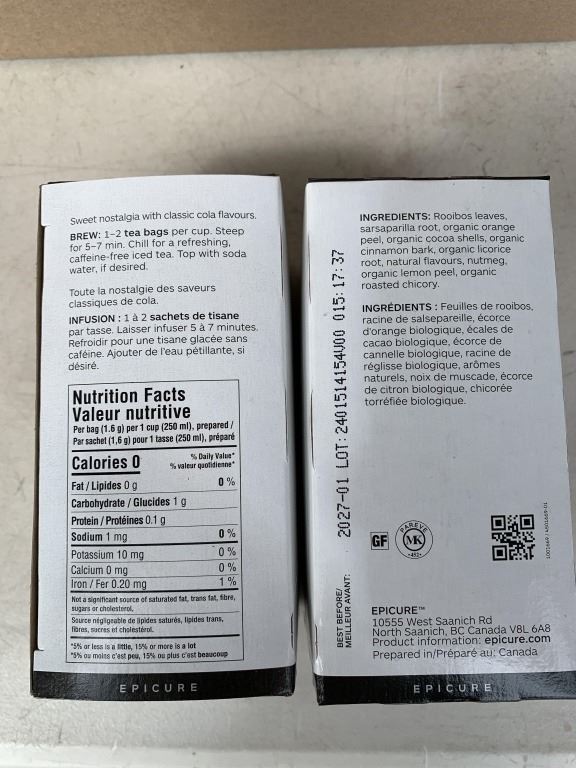 Sweet nostalgia with classic cola flavours.
BREW: 1–2 tea bags per cup. Steep
for 5–7 min. Chill for a refreshing,
caffeine-free iced tea. Top with soda
water, if desired.
Toute la nostalgie des saveurs
classiques de cola.
INFUSION : 1 à 2 sachets de tisane
par tasse. Laisser infuser 5 à 7 minutes.
Refroidir pour une tisane glacée sans
caféine. Ajouter de l'eau pétillante, si
désiré.
Nutrition Facts
Valeur nutritive
Per bag (1.6 g) per 1 cup (250 ml), prepared /
Par sachet (1,6 g) pour 1 tasse (250 ml), préparé
Calories 0
% Daily Value*
% valeur quotidienne*
Fat / Lipides 0 g 0 %
Carbohydrate / Glucides 1 g
Protein / Protéines 0.1 g
Sodium 1 mg 0 %
Potassium 10 mg 0 %
Calcium 0 mg 0 %
Iron / Fer 0.20 mg 1 %
Not a significant source of saturated fat, trans fat, fibre,
sugars or cholesterol.
Source négligeable de lipides saturés, lipides trans,
fibres, sucres et cholestérol.
*5% or less is a little, 15% or more is a lot
*5% ou moins c'est peu, 15% ou plus c'est beaucoup
EPICURE
INGREDIENTS: Rooibos leaves,
sarsaparilla root, organic orange
peel, organic cocoa shells, organic
cinnamon bark, organic licorice
root, natural flavours, nutmeg,
organic lemon peel, organic
roasted chicory.
INGRÉDIENTS : Feuilles de rooibos,
racine de salsepareille, écorce
d'orange biologique, écales de
cacao biologique, écorce de
cannelle biologique, racine de
réglisse biologique, arômes
naturels, noix de muscade, écorce
de citron biologique, chicorée
torréfiée biologique.
BEST BEFORE/
MEILLEUR AVANT:
2027-01 LOT: 2401514154V00 015: 17: 37
GF
PAREVE
MK
•452•
EPICURE™
10555 West Saanich Rd
North Saanich, BC Canada V8L 6A8
Product information: epicure.com
Prepared in/Préparé au: Canada
EPICURE